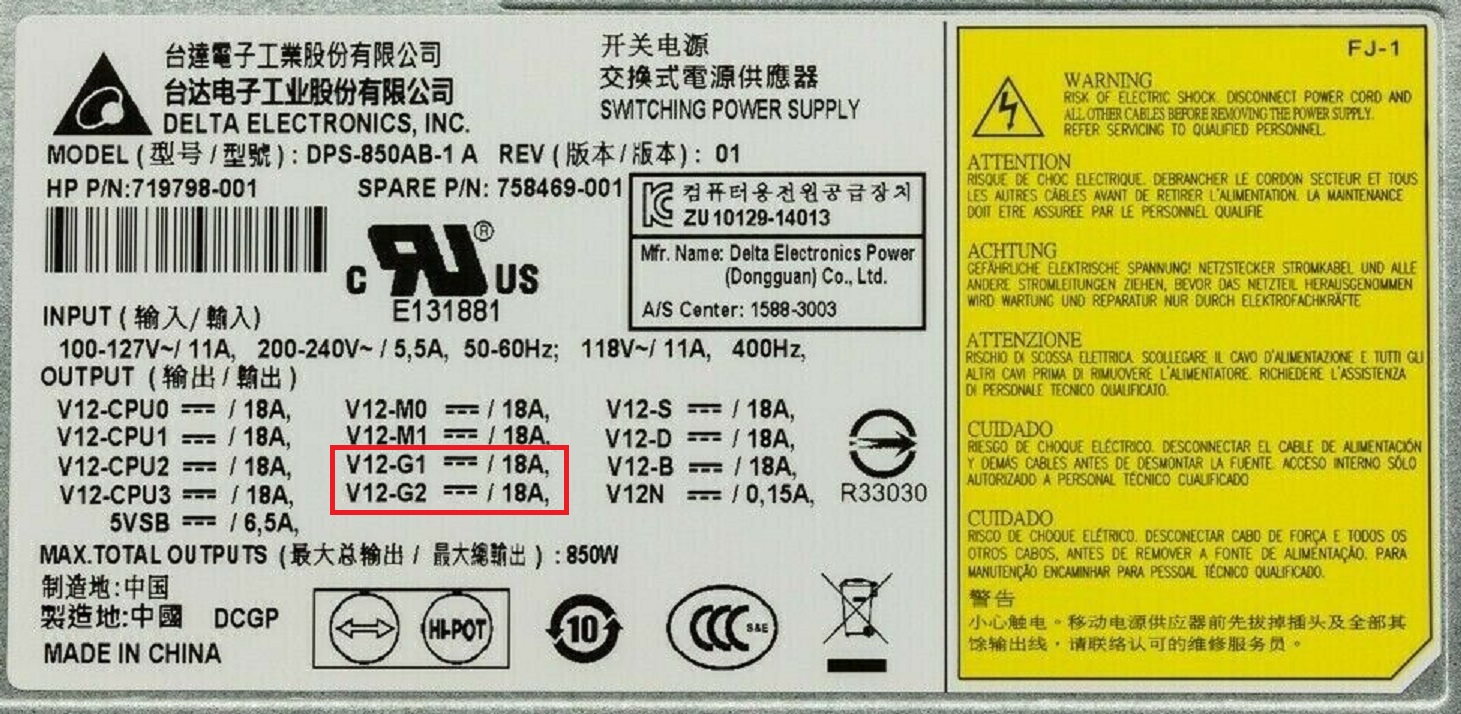 台達電子工業股份有限公司
台达电子工业股份有限公司
DELTA ELECTRONICS, INC.
开关电源
交换式電源供應器
SWITCHING POWER SUPPLY
MODEL (型号/型號): DPS-850AB-1 A REV (版本/版本): 01
HP P/N:719798-001 SPARE P/N: 758469-001
컴퓨터용전원공급장치
ZU10129-14013
Mfr. Name: Delta Electronics Power
(Dongguan) Co., Ltd.
A/S Center: 1588-3003
C RU ® US
E131881
INPUT (输入/輸入)
100-127V~/ 11A, 200-240V~ / 5,5A, 50-60Hz; 118V~/ 11A, 400Hz,
OUTPUT (输出/輸出)
V12-CPU0 ⎓ / 18A, V12-M0 ⎓ / 18A, V12-S ⎓ / 18A,
V12-CPU1 ⎓ / 18A, V12-M1 ⎓ / 18A, V12-D ⎓ / 18A,
V12-CPU2 ⎓ / 18A, V12-G1 ⎓ / 18A, V12-B ⎓ / 18A,
V12-CPU3 ⎓ / 18A, V12-G2 ⎓ / 18A, V12N ⎓ / 0,15A,
5VSB ⎓ / 6,5A,
R33030
MAX.TOTAL OUTPUTS (最大总输出 / 最大總輸出) : 850W
制造地:中国
製造地:中國 DCGP
MADE IN CHINA
HI-POT
10
CCC S&E
FJ-1
WARNING
RISK OF ELECTRIC SHOCK. DISCONNECT POWER CORD AND
ALL OTHER CABLES BEFORE REMOVING THE POWER SUPPLY.
REFER SERVICING TO QUALIFIED PERSONNEL.
ATTENTION
RISQUE DE CHOC ELECTRIQUE. DEBRANCHER LE CORDON SECTEUR ET TOUS
LES AUTRES CÂBLES AVANT DE RETIRER L'ALIMENTATION. LA MAINTENANCE
DOIT ETRE ASSUREE PAR LE PERSONNEL QUALIFIE
ACHTUNG
GEFÄHRLICHE ELEKTRISCHE SPANNUNG! NETZSTECKER STROMKABEL UND ALLE
ANDERE STROMLEITUNGEN ZIEHEN, BEVOR DAS NETZTEIL HERAUSGENOMMEN
WIRD WARTUNG UND REPARATUR NUR DURCH ELEKTROFACHKRÄFTE
ATTENZIONE
RISCHIO DI SCOSSA ELETTRICA. SCOLLEGARE IL CAVO D'ALIMENTAZIONE E TUTTI GLI
ALTRI CAVI PRIMA DI RIMUOVERE L'ALIMENTATORE. RICHIEDERE L'ASSISTENZA
DI PERSONALE TECNICO QUALIFICATO.
CUIDADO
RIESGO DE CHOQUE ELÉCTRICO. DESCONECTAR EL CABLE DE ALIMENTACIÓN
Y DEMÁS CABLES ANTES DE DESMONTAR LA FUENTE. ACCESO INTERNO SÓLO
AUTORIZADO A PERSONAL TÉCNICO CUALIFICADO
CUIDADO
RISCO DE CHOQUE ELÉTRICO. DESCONECTAR CABO DE FORÇA E TODOS OS
OTROS CABOS, ANTES DE REMOVER A FONTE DE ALIMENTAÇÃO. PARA
MANUTENÇÃO ENCAMINHAR PARA PESSOAL TÉCNICO QUALIFICADO.
警告
小心触电。移动电源供应器前先拔掉插头及全部其
馀输出线,请联络认可的维修服务员。